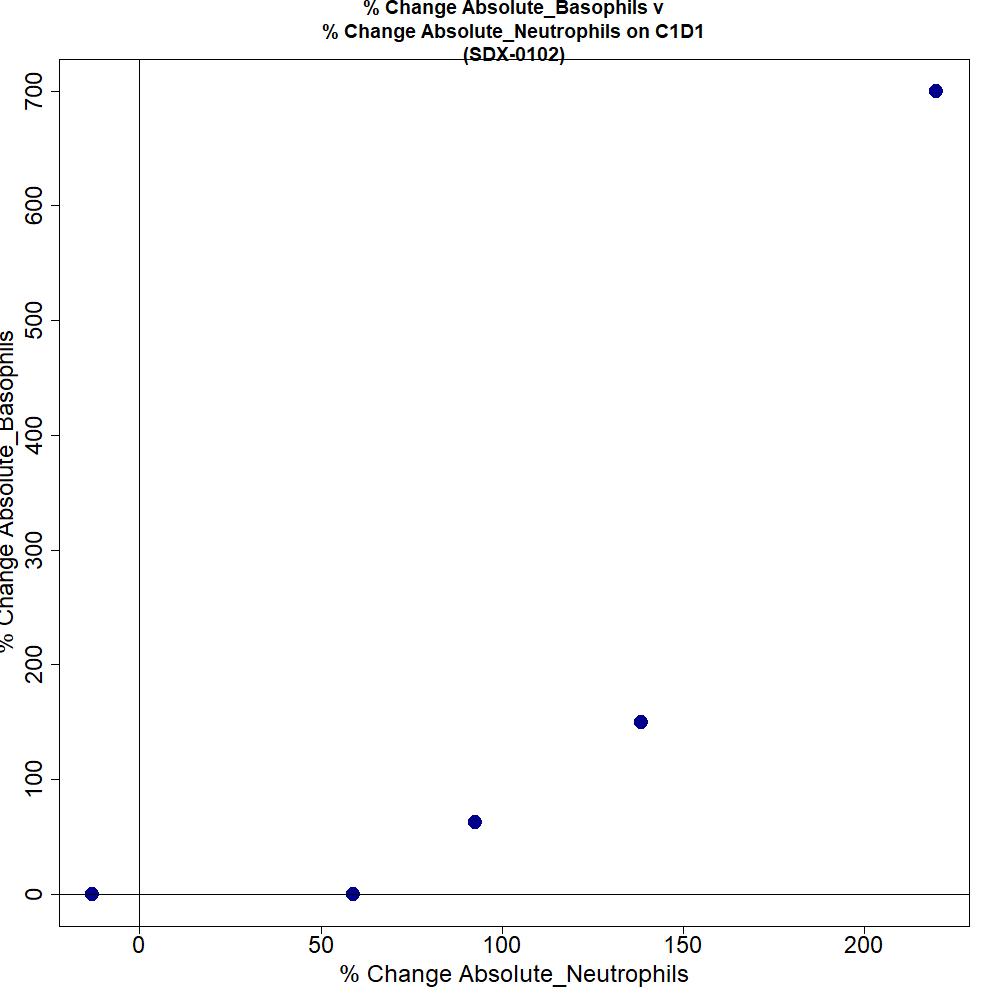 % Change Absolute_Basophils v
% Change Absolute_Neutrophils on C1D1
(SDX-0102)
% Change Absolute_Basophils
700
600
500
400
300
200
100
0
0 50 100 150 200
% Change Absolute_Neutrophils